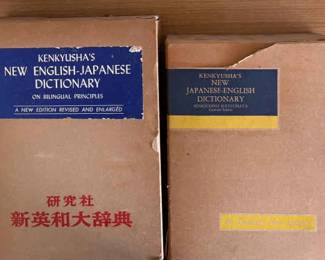 KENKYUSHA'S
NEW ENGLISH-JAPANESE
DICTIONARY
ON BILINGUAL PRINCIPLES
A NEW EDITION REVISED AND ENLARGED
研究社
新英和大辞典
KENKYUSHA'S
NEW
JAPANESE-ENGLISH
DICTIONARY